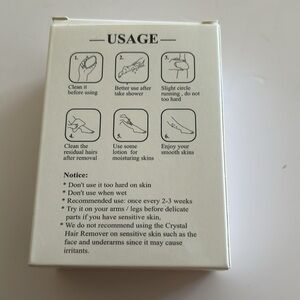 — USAGE —
1. 2. 3.
Clean it
before using
Better use after
take shower
Slight circle
running , do not
too hard
4. 5. 6.
Clean the
residual hairs
after removal
Use some
lotion for
moisturizing skins
Enjoy your
smooth skins
Notice:
* Don't use it too hard on skin
* Don't use when wet
* Recommended use: once every 2-3 weeks
* Try it on your arms / legs before delicate
parts if you have sensitive skin,
* We do not recommend using the Crystal
Hair Remover on sensitive skin such as the
face and underarms since it may cause
irritants.